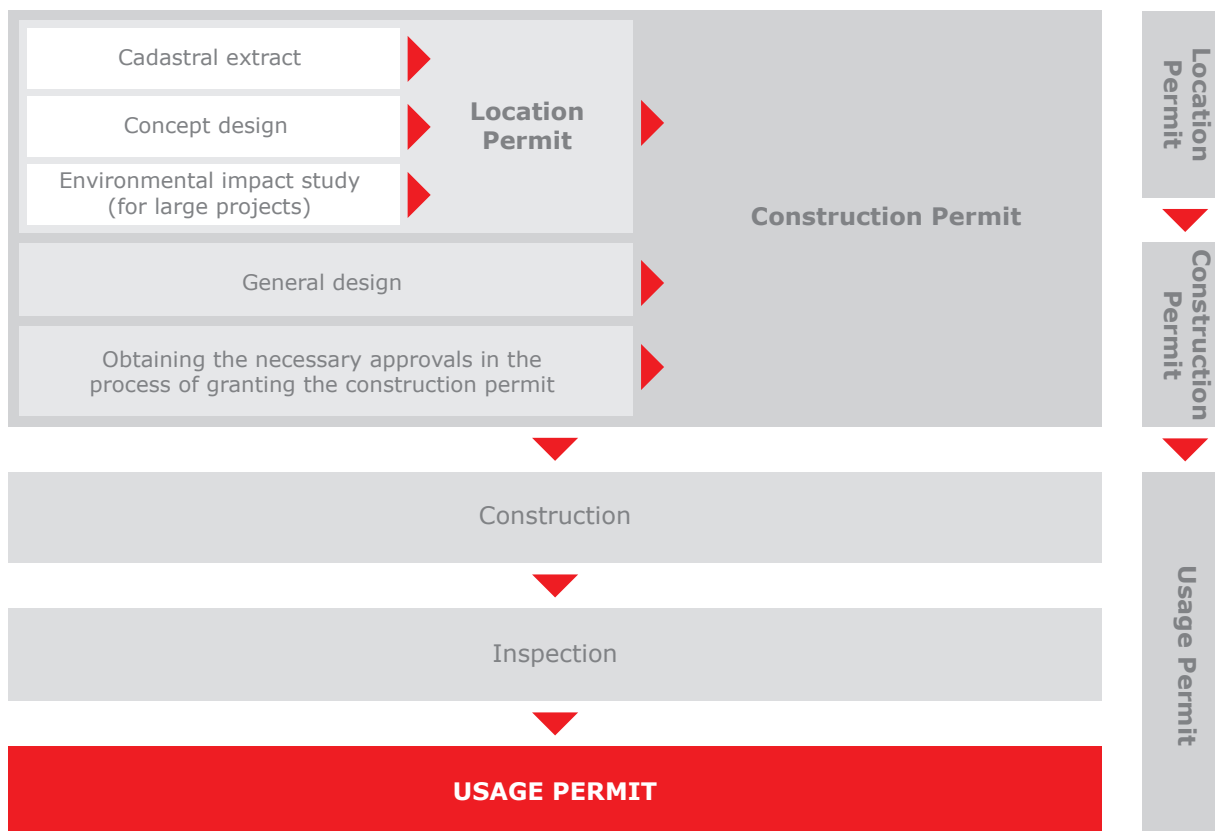 Cadastral extract
Concept design
Environmental impact study
(for large projects)
Location
Permit
General design
Obtaining the necessary approvals in the
process of granting the construction permit
Construction Permit
Construction
Inspection
USAGE PERMIT
Location
Permit
Construction
Permit
Usage Permit